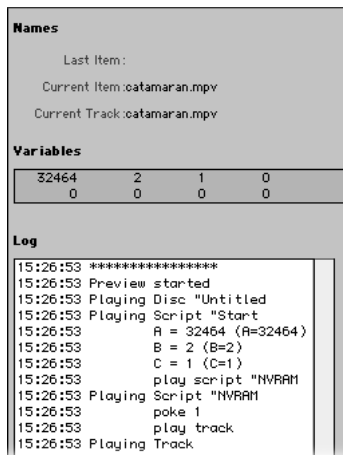 Names
Last Item:
Current Item:catamaran.mpv
Current Track:catamaran.mpv
Variables
32464 2 1 0
0 0 0 0
Log
15:26:53 ****************
15:26:53 Preview started
15:26:53 Playing Disc "Untitled
15:26:53 Playing Script "Start
15:26:53 A = 32464 (A=32464)
15:26:53 B = 2 (B=2)
15:26:53 C = 1 (C=1)
15:26:53 play script "NVRAM
15:26:53 Playing Script "NVRAM
15:26:53 poke 1
15:26:53 play track
15:26:53 Playing Track